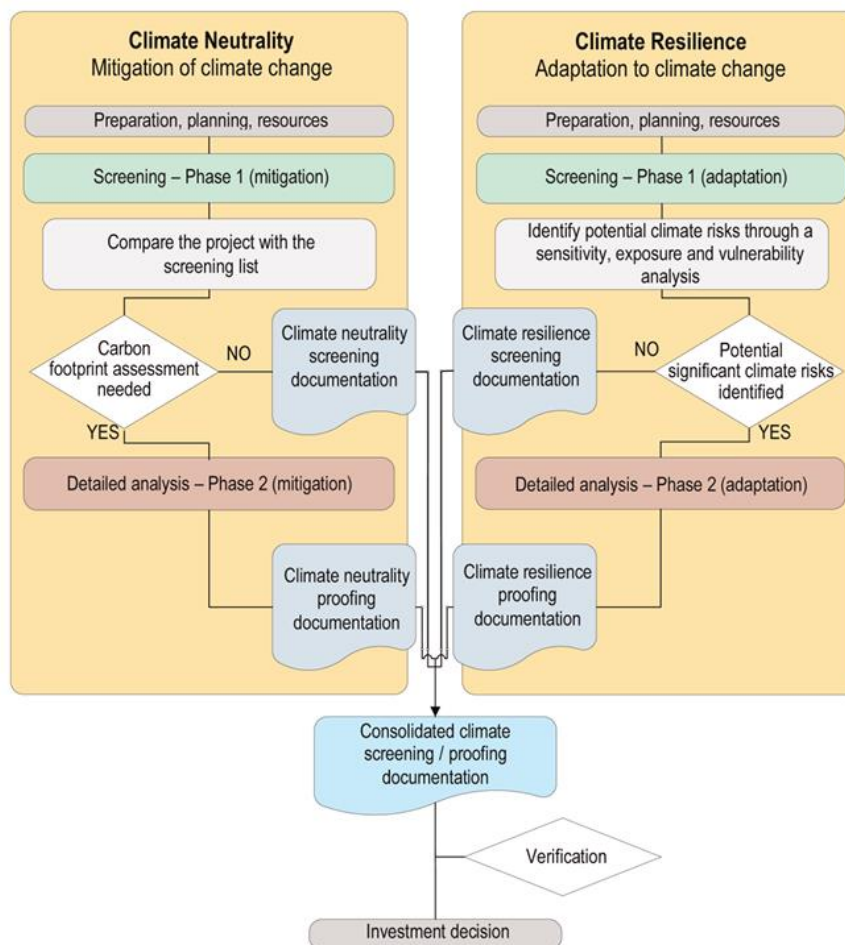 Climate Neutrality
Mitigation of climate change
Preparation, planning, resources
Screening – Phase 1 (mitigation)
Compare the project with the
screening list
Carbon
footprint assessment
needed
NO
Climate neutrality
screening
documentation
YES
Detailed analysis – Phase 2 (mitigation)
Climate neutrality
proofing
documentation
Climate Resilience
Adaptation to climate change
Preparation, planning, resources
Screening – Phase 1 (adaptation)
Identify potential climate risks through a
sensitivity, exposure and vulnerability
analysis
Climate resilience
screening
documentation
NO
Potential
significant climate risks
identified
YES
Detailed analysis – Phase 2 (adaptation)
Climate resilience
proofing
documentation
Consolidated climate
screening / proofing
documentation
Verification
Investment decision